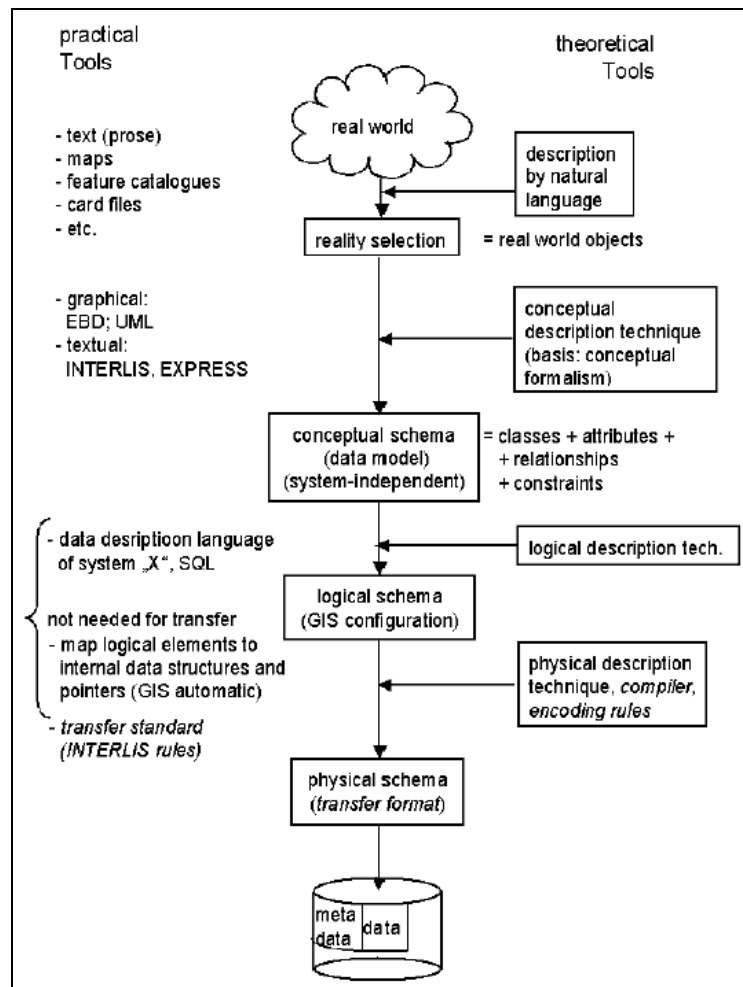 practical
Tools
theoretical
Tools
real world
- text (prose)
- maps
- feature catalogues
- card files
- etc.
description
by natural
language
reality selection
= real world objects
- graphical:
EBD; UML
- textual:
INTERLIS, EXPRESS
conceptual
description technique
(basis: conceptual
formalism)
conceptual schema
(data model)
(system-independent)
= classes + attributes +
+ relationships
+ constraints
- data desriptioon language
of system „X“, SQL
logical description tech.
not needed for transfer
- map logical elements to
internal data structures and
pointers (GIS automatic)
logical schema
(GIS configuration)
physical description
technique, compiler,
encoding rules
- transfer standard
(INTERLIS rules)
physical schema
(transfer format)
meta
data
data